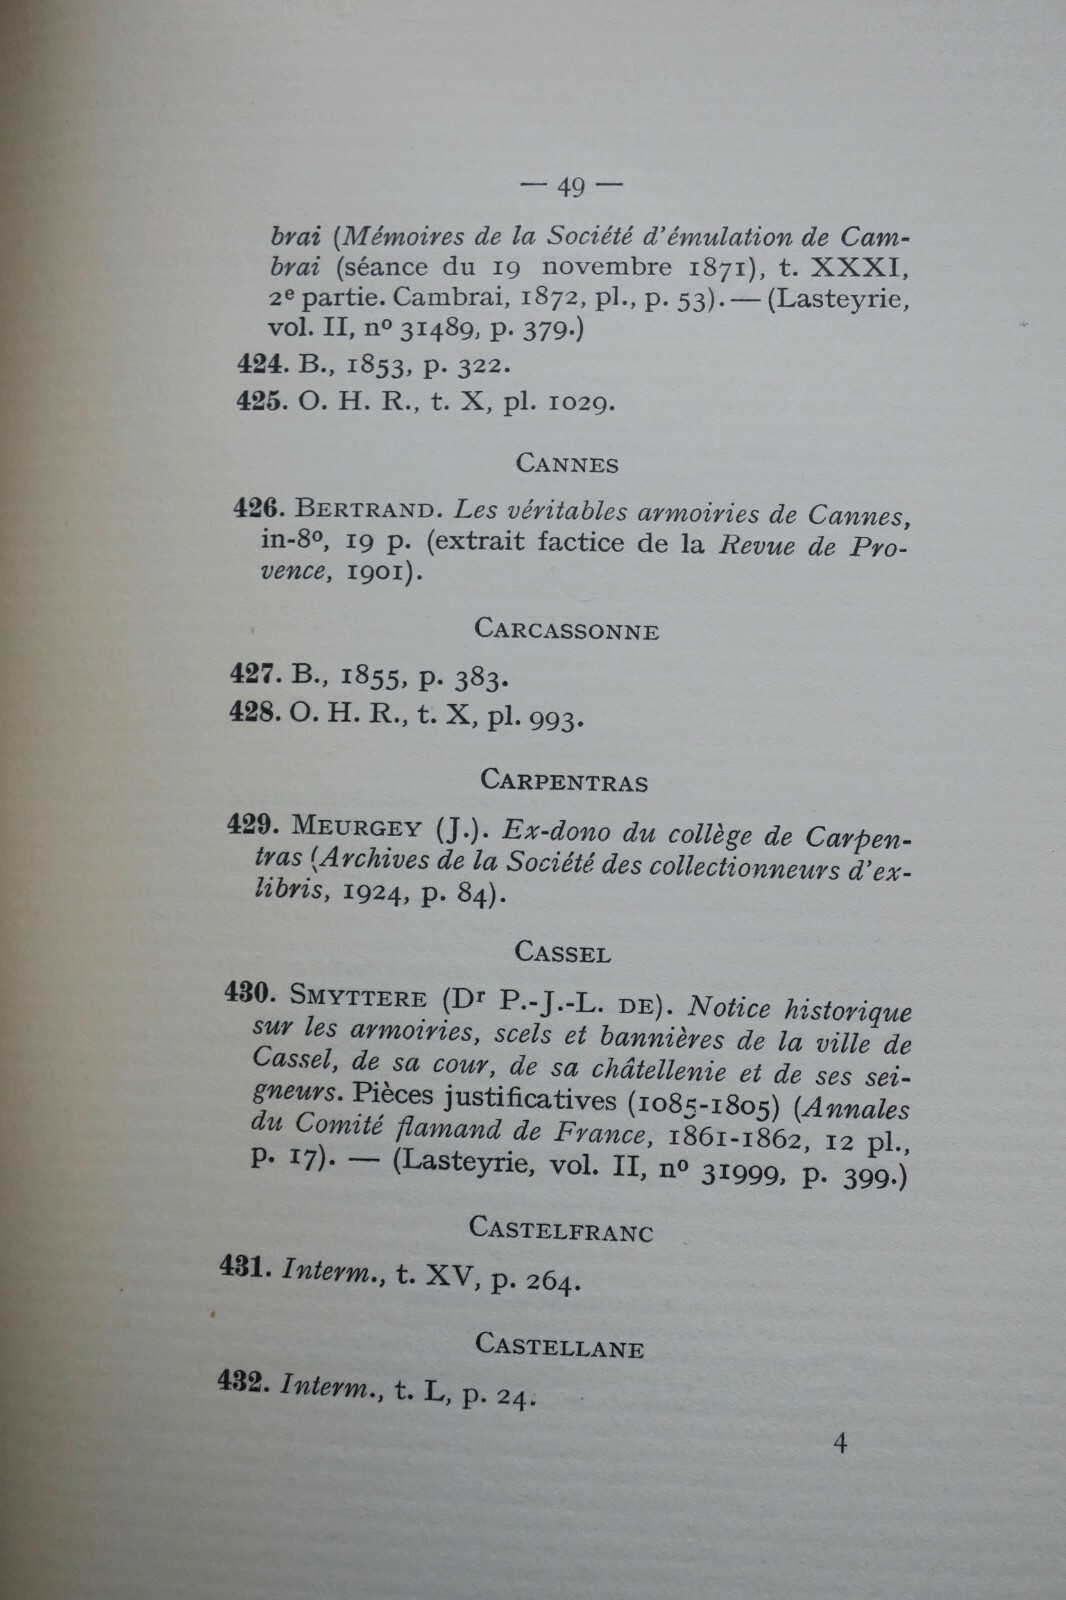 — 49 —
brai (Mémoires de la Société d'émulation de Cam-
brai (séance du 19 novembre 1871), t. XXXI,
2e partie. Cambrai, 1872, pl., p. 53). — (Lasteyrie,
vol. II, nº 31489, p. 379.)
424. B., 1853, p. 322.
425. O. H. R., t. X, pl. 1029.
CANNES
426. BERTRAND. Les véritables armoiries de Cannes,
in-8º, 19 p. (extrait factice de la Revue de Pro-
vence, 1901).
CARCASSONNE
427. B., 1855, p. 383.
428. O. H. R., t. X, pl. 993.
CARPENTRAS
429. MEURGEY (J.). Ex-dono du collège de Carpen-
tras (Archives de la Société des collectionneurs d'ex-
libris, 1924, p. 84).
CASSEL
430. SMYTTERE (Dr P.-J.-L. DE). Notice historique
sur les armoiries, scels et bannières de la ville de
Cassel, de sa cour, de sa châtellenie et de ses sei-
gneurs. Pièces justificatives (1085-1805) (Annales
du Comité flamand de France, 1861-1862, 12 pl.,
p. 17). — (Lasteyrie, vol. II, nº 31999, p. 399.)
CASTELFRANC
431. Interm., t. XV, p. 264.
CASTELLANE
432. Interm., t. L, p. 24.
4